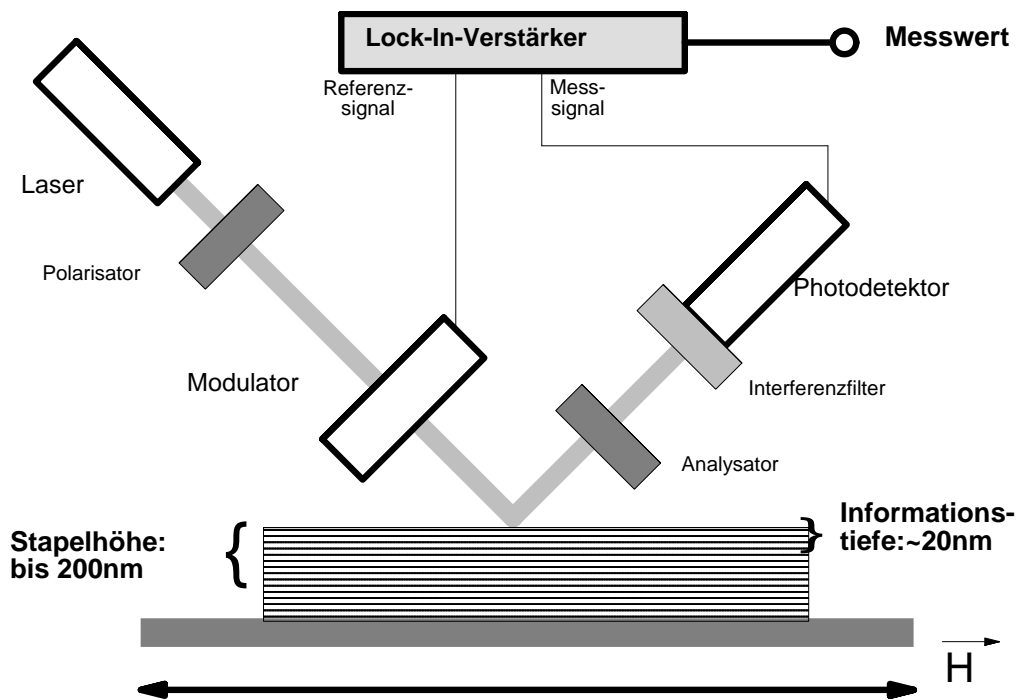 Lock-In-Verstärker
Messwert
Referenz-
signal
Mess-
signal
Laser
Polarisator
Photodetektor
Modulator
Interferenzfilter
Analysator
Informations-
tiefe:~20nm
Stapelhöhe:
bis 200nm
H